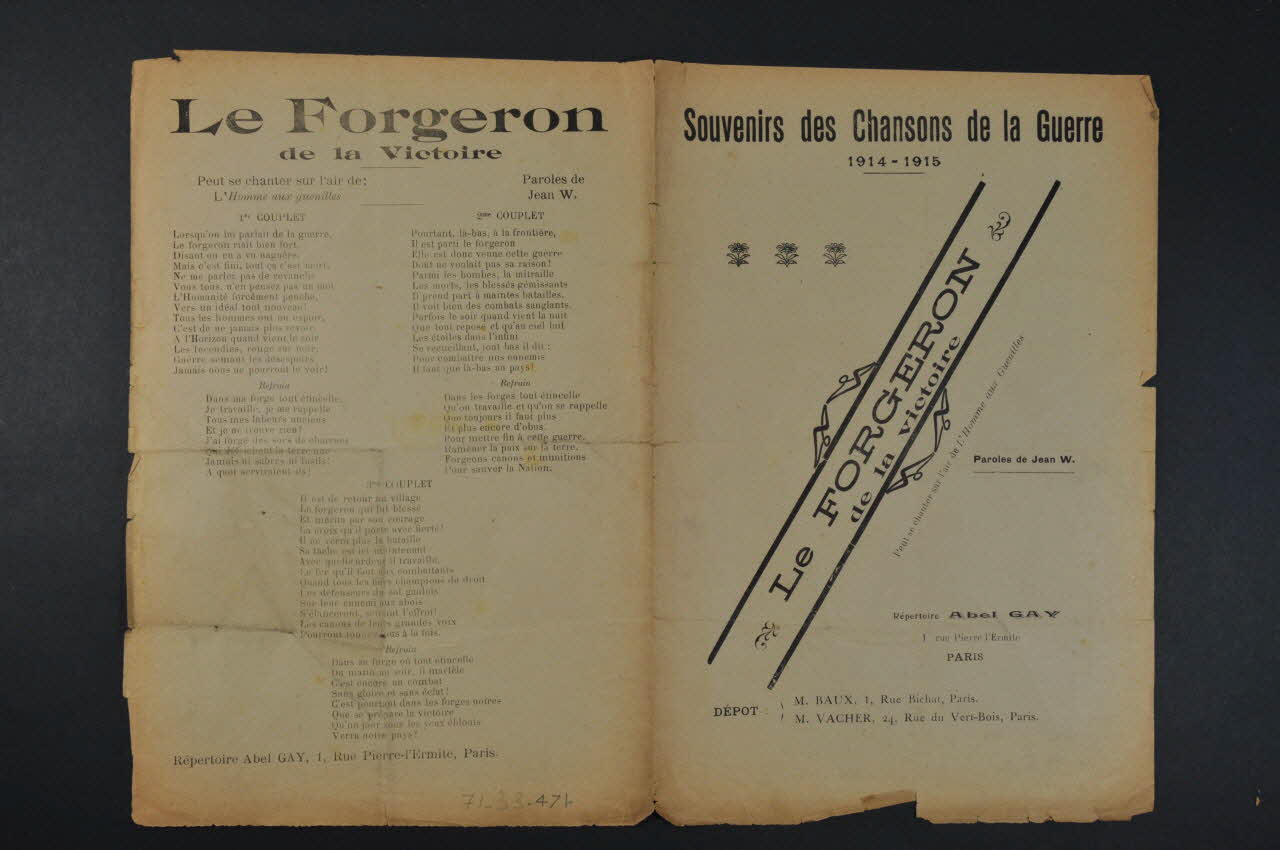 Le Forgeron
de la Victoire
Peut se chanter sur l'air de:
L'Homme aux guenilles
Paroles de
Jean W.
1er COUPLET
Lorsqu'on lui parlait de la guerre,
Le forgeron riait bien fort,
Disant on en a vu naguère,
Mais c'est fini, tout ça c'est mort,
Ne me parlez pas de revanche
Vous tous, n'en pensez pas un mot
L'Humanité forcément penche,
Vers un idéal tout nouveau!
Tous les hommes ont un espoir,
C'est de ne jamais plus revoir
A l'Horizon quand vient le soir
Les Incendies, rouge sur noir,
Guerre semant les désespoirs
Jamais nous ne pourront le voir!
Refrain
Dans ma forge tout étincelle,
Je travaille, je me rappelle
Tous mes labeurs anciens
Et je ne trouve rien!
J'ai forgé des socs de charrues
Qui la terre nue
Jamais ni sabres ni fusils!
A quoi serviraient ils!
2me COUPLET
Pourtant, là-bas, à la frontière,
Il est parti le forgeron
Elle est donc venue cette guerre
Dont ne voulait pas sa raison!
Parmi les bombes, la mitraille
Les morts, les blessés gémissants
Il prend part à maintes batailles,
Il voit bien des combats sanglants.
Parfois le soir quand vient la nuit
Que tout repose et qu'au ciel luit
Les étoiles dans l'infini
Se recueillant, tout bas il dit :
Pour combattre nos ennemis
Il faut que là-bas au pays!
Refrain
Dans les forges tout étincelle
Qu'on travaille et qu'on se rappelle
Que toujours il faut plus
Et plus encore d'obus.
Pour mettre fin à cette guerre,
Ramener la paix sur la terre,
Forgeons canons et munitions
Pour sauver la Nation.
3me COUPLET
Il est de retour au village
Le forgeron qui fut blessé
Et mérita par son courage
La croix qu'il porte avec fierté!
Il ne verra plus la bataille
Sa tâche est ici maintenant
Avec quelle ardeur il travaille,
Le fer qu'il faut aux combattants
Quand tous les fiers champions du droit
Les défenseurs du sol gaulois
Sur leur ennemi aux abois
S'élanceront, semant l'effroi!
Les canons de leurs grandes voix
Pourront tonner tous à la fois.
Refrain
Dans sa forge où tout étincelle
Du matin au soir, il martèle
C'est encore un combat
Sans gloire et sans éclat!
C'est pourtant dans les forges noires
Que se prépare la victoire
Qu'un jour sous les yeux éblouis
Verra notre pays!
Répertoire Abel GAY, 1, Rue Pierre-l'Ermite, Paris.
71-33-471
Souvenirs des Chansons de la Guerre
1914-1915
Le FORGERON
de la victoire
Peut se chanter sur l'air de L'Homme aux Guenilles
Paroles de Jean W.
Répertoire Abel GAY
1 rue Pierre l'Ermite
PARIS
DÉPOT :
M. BAUX, 1, Rue Bichat, Paris.
M. VACHER, 24, Rue du Vert-Bois, Paris.